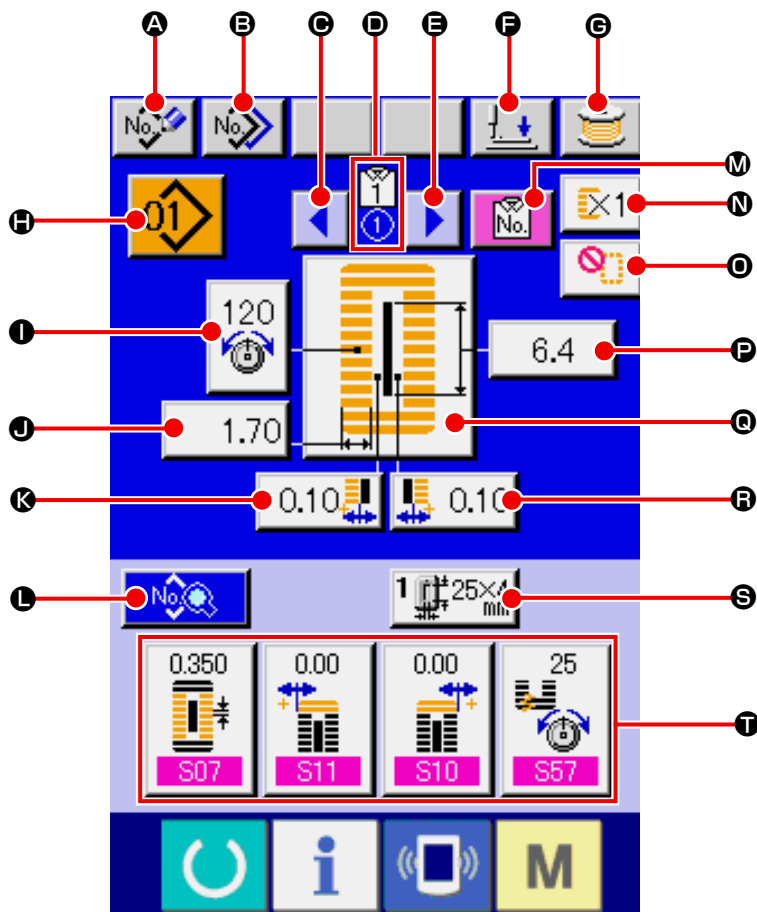 A B C D E F G
No. No.
M
1
No. ×1 N
H 01 1
O
120
I 6.4 P
J 1.70 Q
K 0.10 0.10 R
L No. 1 25×4 mm S
0.350 0.00 0.00 25
T
S07 S11 S10 S57
i M